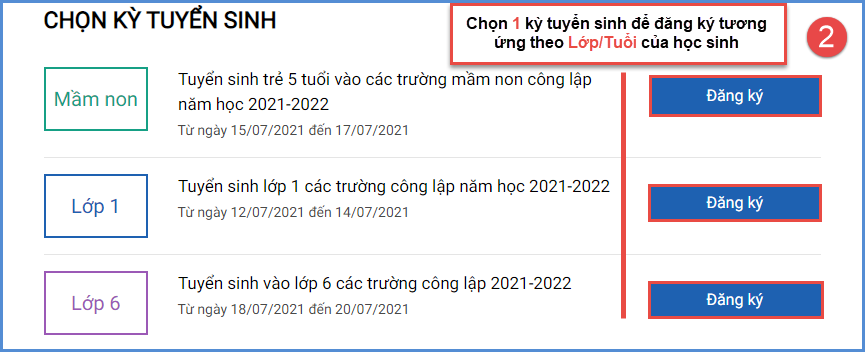 CHỌN KỲ TUYỂN SINH
Chọn 1 kỳ tuyển sinh để đăng ký tương
ứng theo Lớp/Tuổi của học sinh
2
Mầm non
Tuyển sinh trẻ 5 tuổi vào các trường mầm non công lập
năm học 2021-2022
Từ ngày 15/07/2021 đến 17/07/2021
Đăng ký
Lớp 1
Tuyển sinh lớp 1 các trường công lập năm học 2021-2022
Từ ngày 12/07/2021 đến 14/07/2021
Đăng ký
Lớp 6
Tuyển sinh vào lớp 6 các trường công lập 2021-2022
Từ ngày 18/07/2021 đến 20/07/2021
Đăng ký